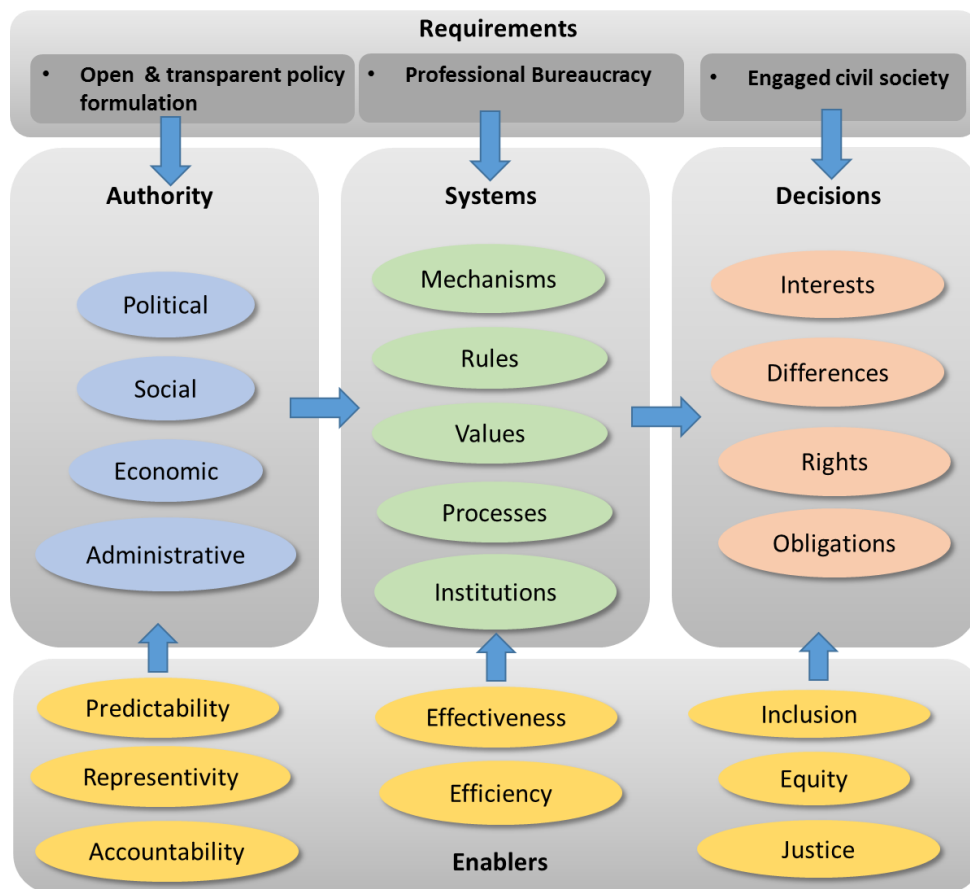 Requirements
• Open & transparent policy
formulation
• Professional Bureaucracy
• Engaged civil society
Authority
Political
Social
Economic
Administrative
Systems
Mechanisms
Rules
Values
Processes
Institutions
Decisions
Interests
Differences
Rights
Obligations
Predictability
Representivity
Accountability
Effectiveness
Efficiency
Inclusion
Equity
Justice
Enablers